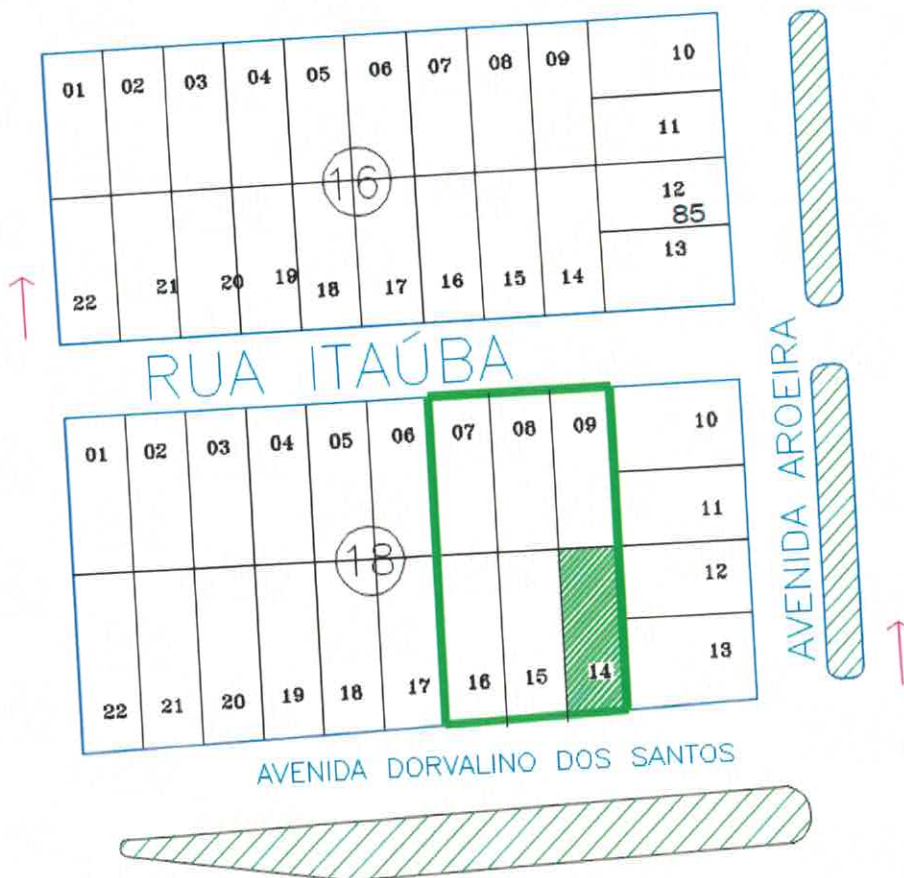 01 02 03 04 05 06 07 08 09 10
11
16
12
85
13
22 21 20 19 18 17 16 15 14
RUA ITAÚBA
AVENIDA AROEIRA
01 02 03 04 05 06 07 08 09 10
11
18
12
13
22 21 20 19 18 17 16 15 14
AVENIDA DORVALINO DOS SANTOS